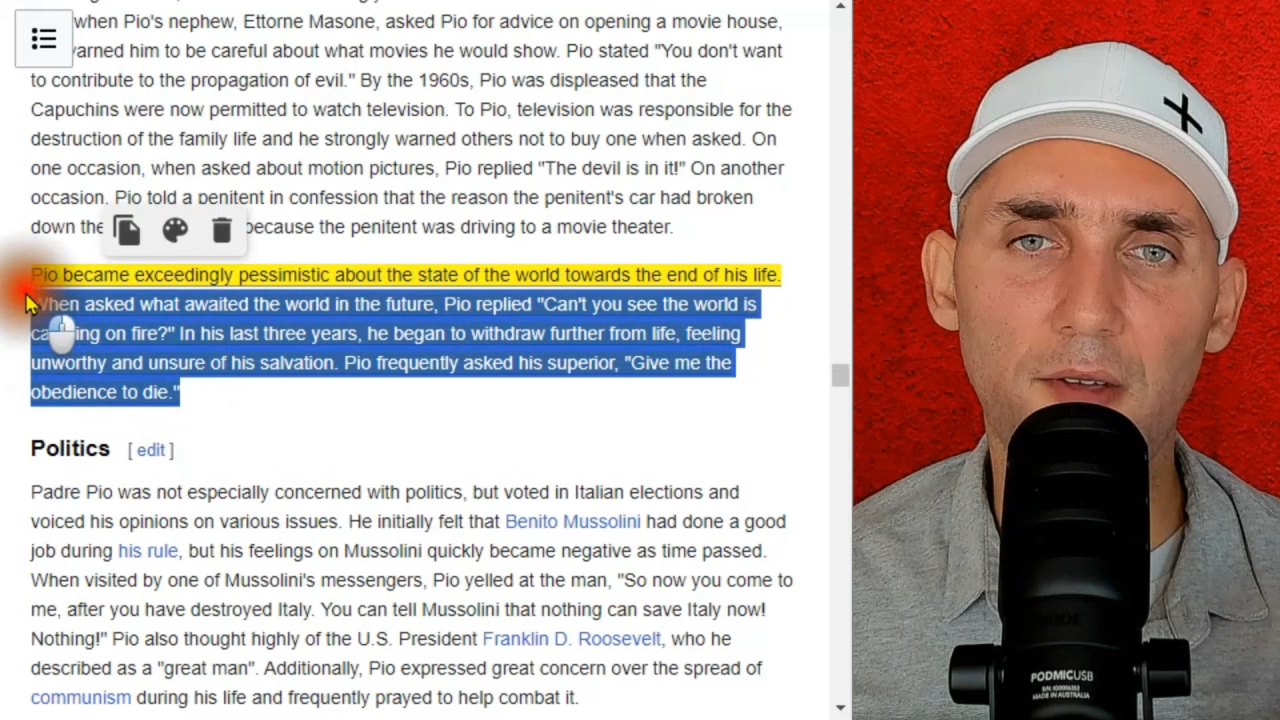 when Pio's nephew, Ettorne Masone, asked Pio for advice on opening a movie house,
warned him to be careful about what movies he would show. Pio stated "You don't want
to contribute to the propagation of evil." By the 1960s, Pio was displeased that the
Capuchins were now permitted to watch television. To Pio, television was responsible for the
destruction of the family life and he strongly warned others not to buy one when asked. On
one occasion, when asked about motion pictures, Pio replied "The devil is in it!" On another
occasion, Pio told a penitent in confession that the reason the penitent's car had broken
down the because the penitent was driving to a movie theater.
Pio became exceedingly pessimistic about the state of the world towards the end of his life.
When asked what awaited the world in the future, Pio replied "Can't you see the world is
catching on fire?" In his last three years, he began to withdraw further from life, feeling
unworthy and unsure of his salvation. Pio frequently asked his superior, "Give me the
obedience to die."
Politics [ edit ]
Padre Pio was not especially concerned with politics, but voted in Italian elections and
voiced his opinions on various issues. He initially felt that Benito Mussolini had done a good
job during his rule, but his feelings on Mussolini quickly became negative as time passed.
When visited by one of Mussolini's messengers, Pio yelled at the man, "So now you come to
me, after you have destroyed Italy. You can tell Mussolini that nothing can save Italy now!
Nothing!" Pio also thought highly of the U.S. President Franklin D. Roosevelt, who he
described as a "great man". Additionally, Pio expressed great concern over the spread of
communism during his life and frequently prayed to help combat it.
PODMICUSB
MADE IN AUSTRALIA